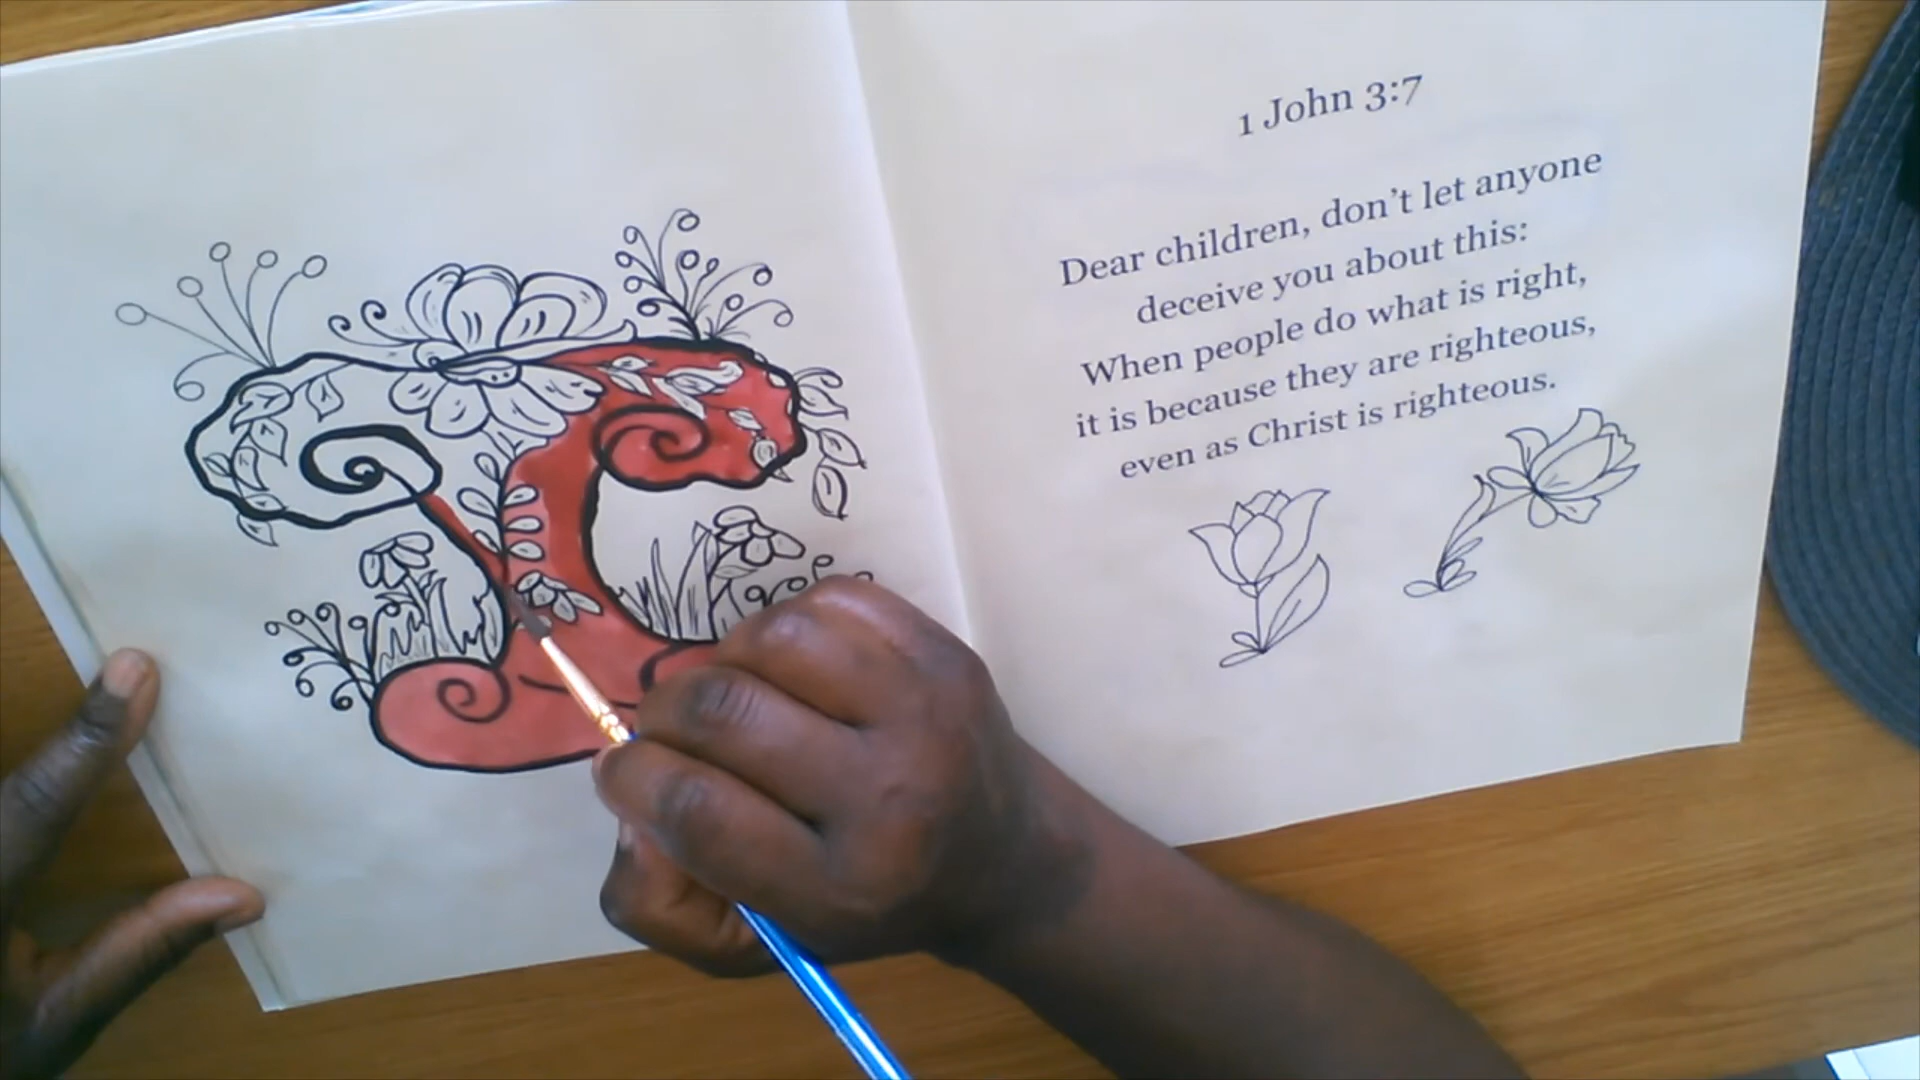 1 John 3:7
Dear children, don't let anyone
deceive you about this:
When people do what is right,
it is because they are righteous,
even as Christ is righteous.